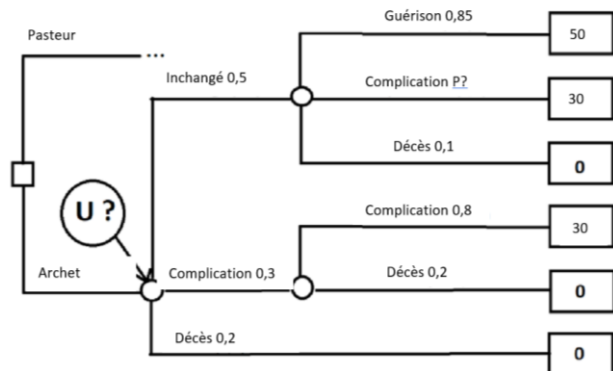 Guérison 0,85
50
Pasteur
...
Inchangé 0,5
Complication P?
30
Décès 0,1
0
U ?
Complication 0,8
30
Archet
Complication 0,3
Décès 0,2
0
Décès 0,2
0